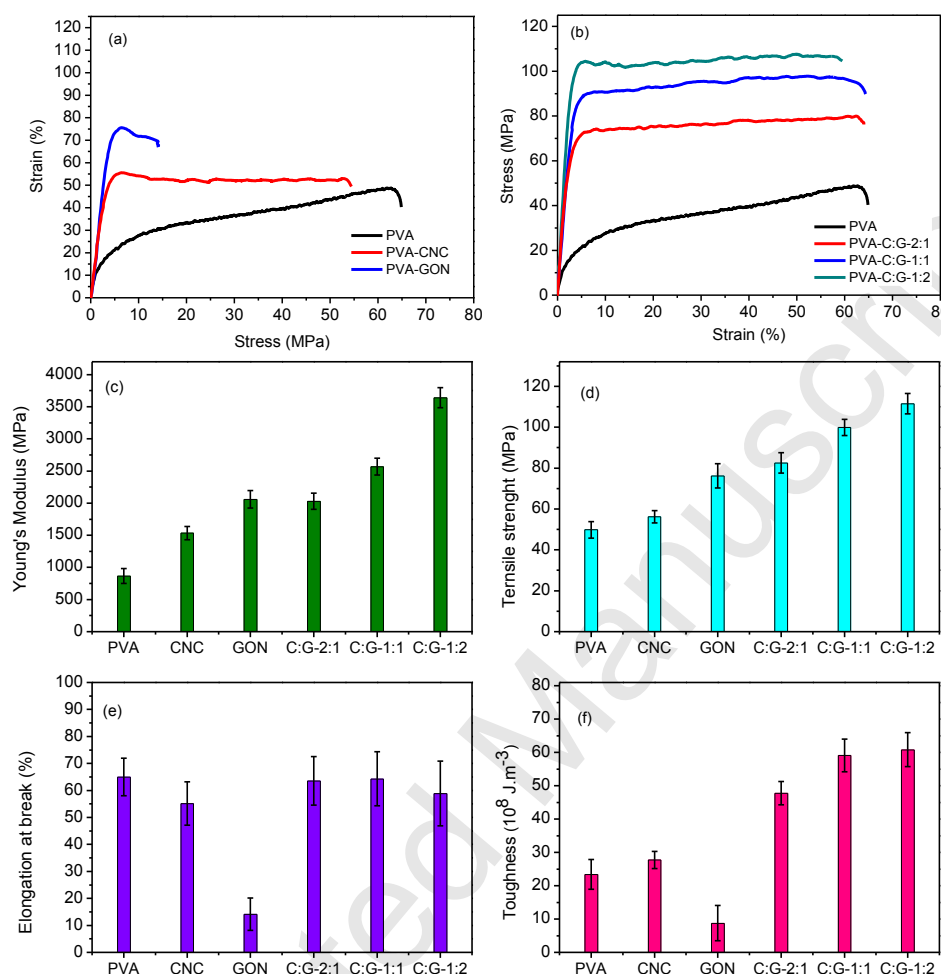 (a)
120
110
100
90
80
70
60
50
40
30
20
10
0
Strain (%)
0 10 20 30 40 50 60 70 80
Stress (MPa)
PVA
PVA-CNC
PVA-GON
(b)
120
100
80
60
40
20
0
Stress (MPa)
0 10 20 30 40 50 60 70 8
Strain (%)
PVA
PVA-C:G-2:1
PVA-C:G-1:1
PVA-C:G-1:2
(c)
4000
3500
3000
2500
2000
1500
1000
500
0
Young's Modulus (MPa)
PVA CNC GON C:G-2:1 C:G-1:1 C:G-1:2
(d)
120
100
80
60
40
20
0
Ternsile strenght (MPa)
PVA CNC GON C:G-2:1 C:G-1:1 C:G-1:2
(e)
100
90
80
70
60
50
40
30
20
10
0
Elongation at break (%)
PVA CNC GON C:G-2:1 C:G-1:1 C:G-1:2
(f)
80
70
60
50
40
30
20
10
0
Toughness (10⁸ J.m⁻³)
PVA CNC GON C:G-2:1 C:G-1:1 C:G-1:2
ted Manuscri